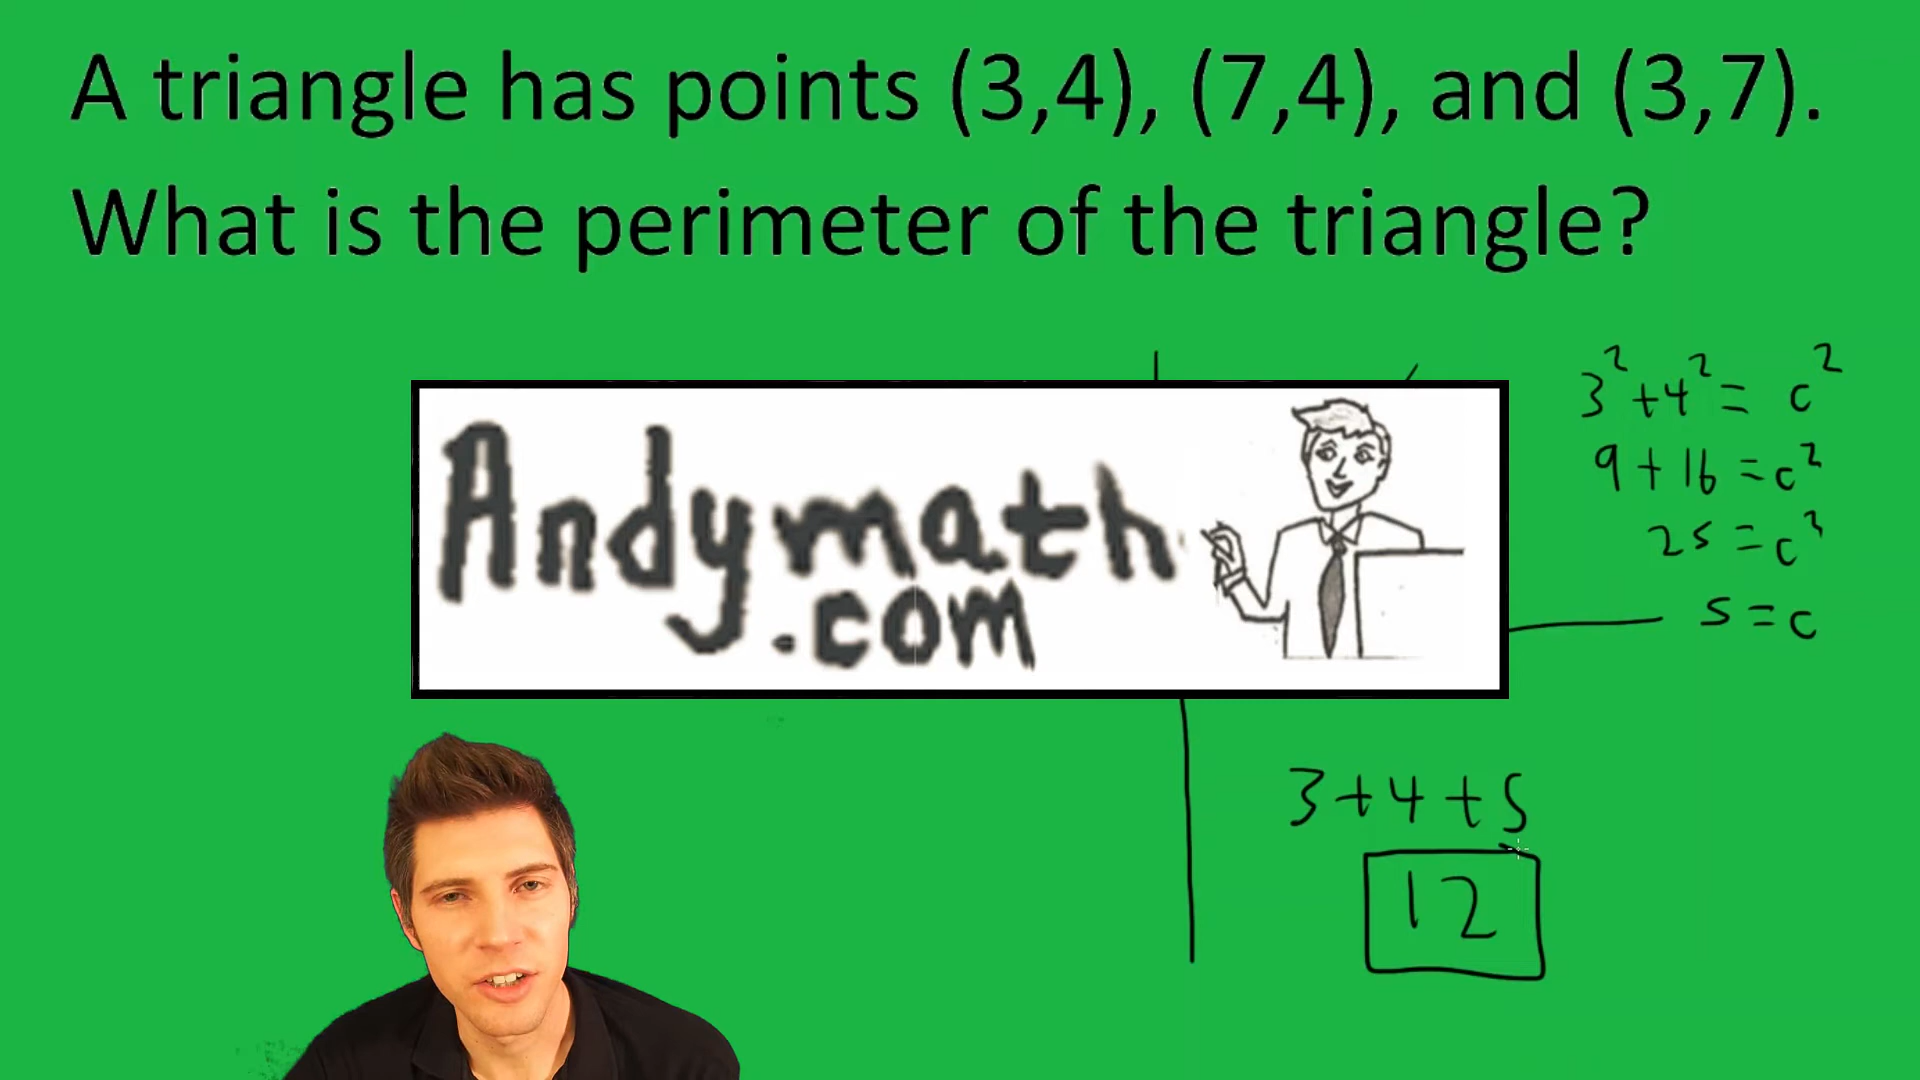 A triangle has points (3,4), (7,4), and (3,7).
What is the perimeter of the triangle?
Andymath
.com
3² + 4² = c²
9 + 16 = c²
25 = c²
5 = c
3 + 4 + 5
12